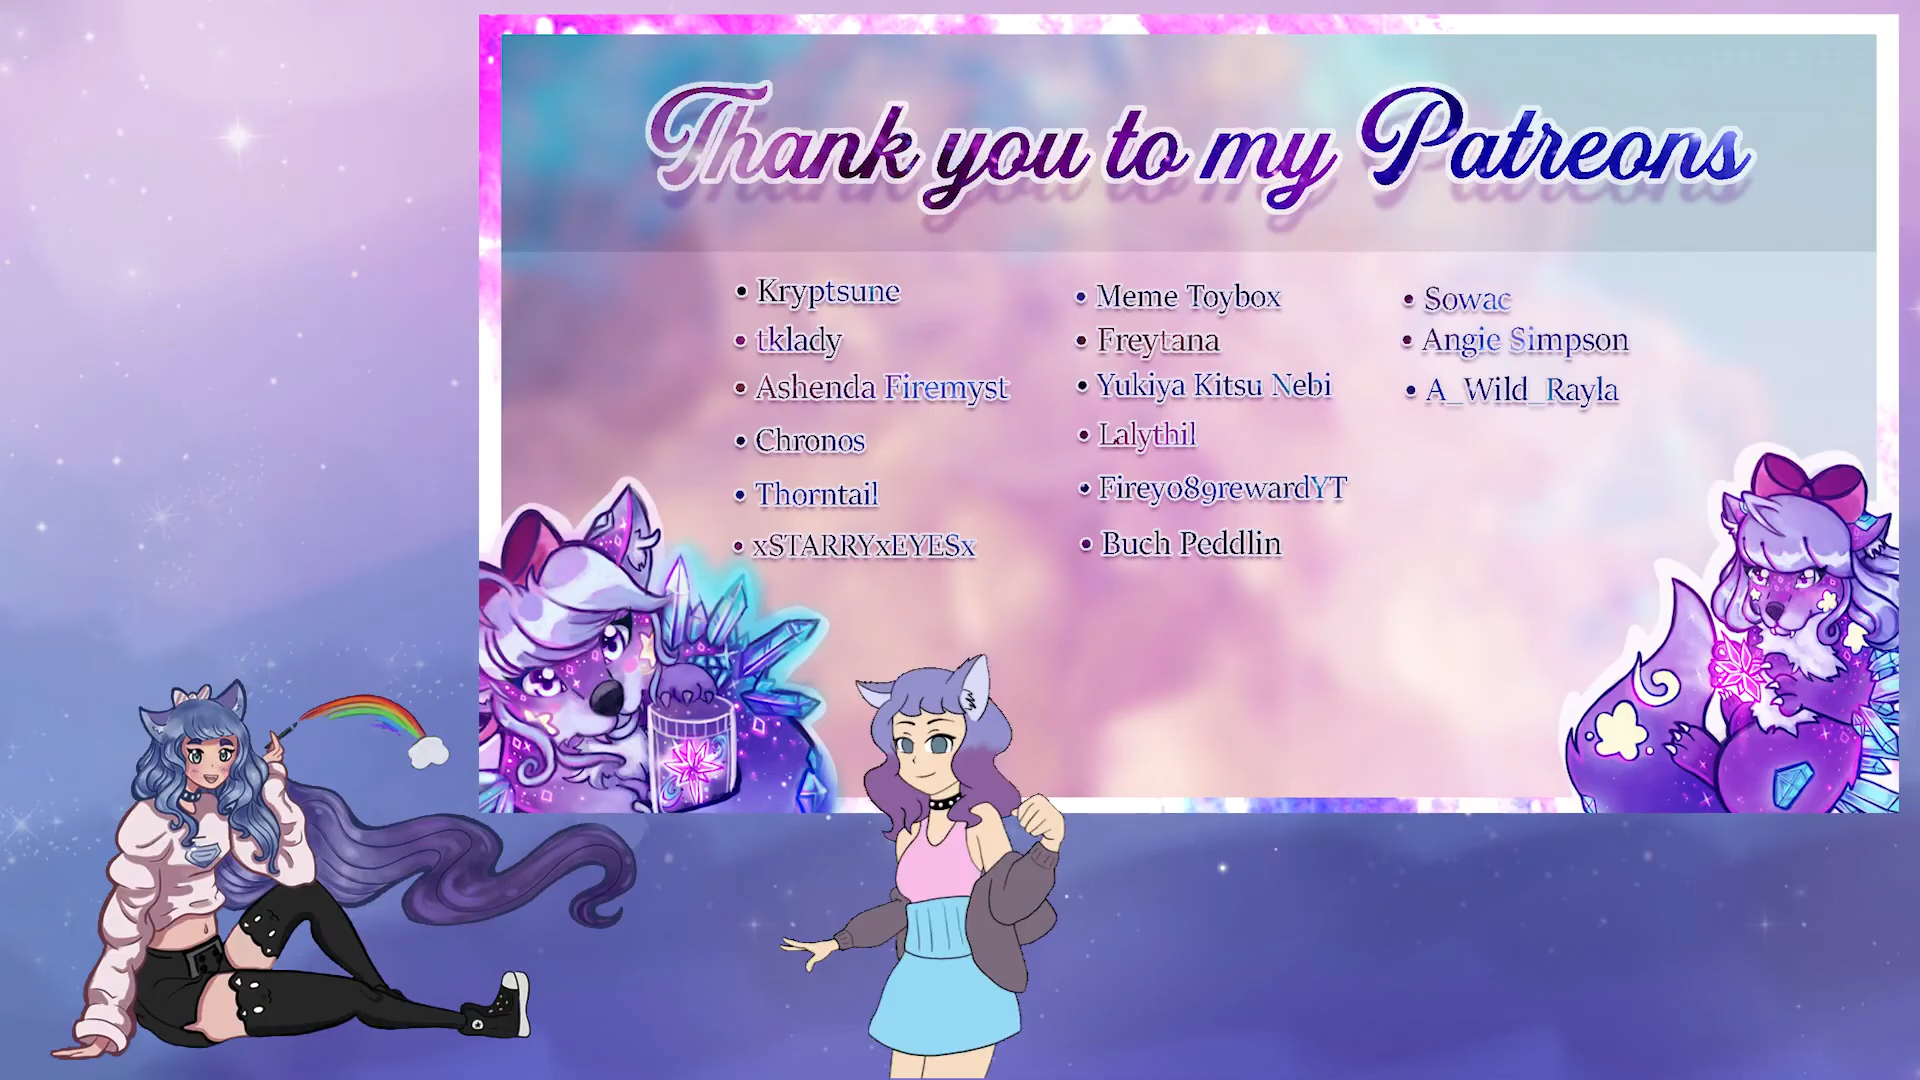 Thank you to my Patreons
• Kryptsune
• tklady
• Ashenda Firemyst
• Chronos
• Thorntail
• xSTARRYxEYESx
• Meme Toybox
• Freytana
• Yukiya Kitsu Nebi
• Lalythil
• Fireyo89rewardYT
• Buch Peddlin
• Sowac
• Angie Simpson
• A_Wild_Rayla